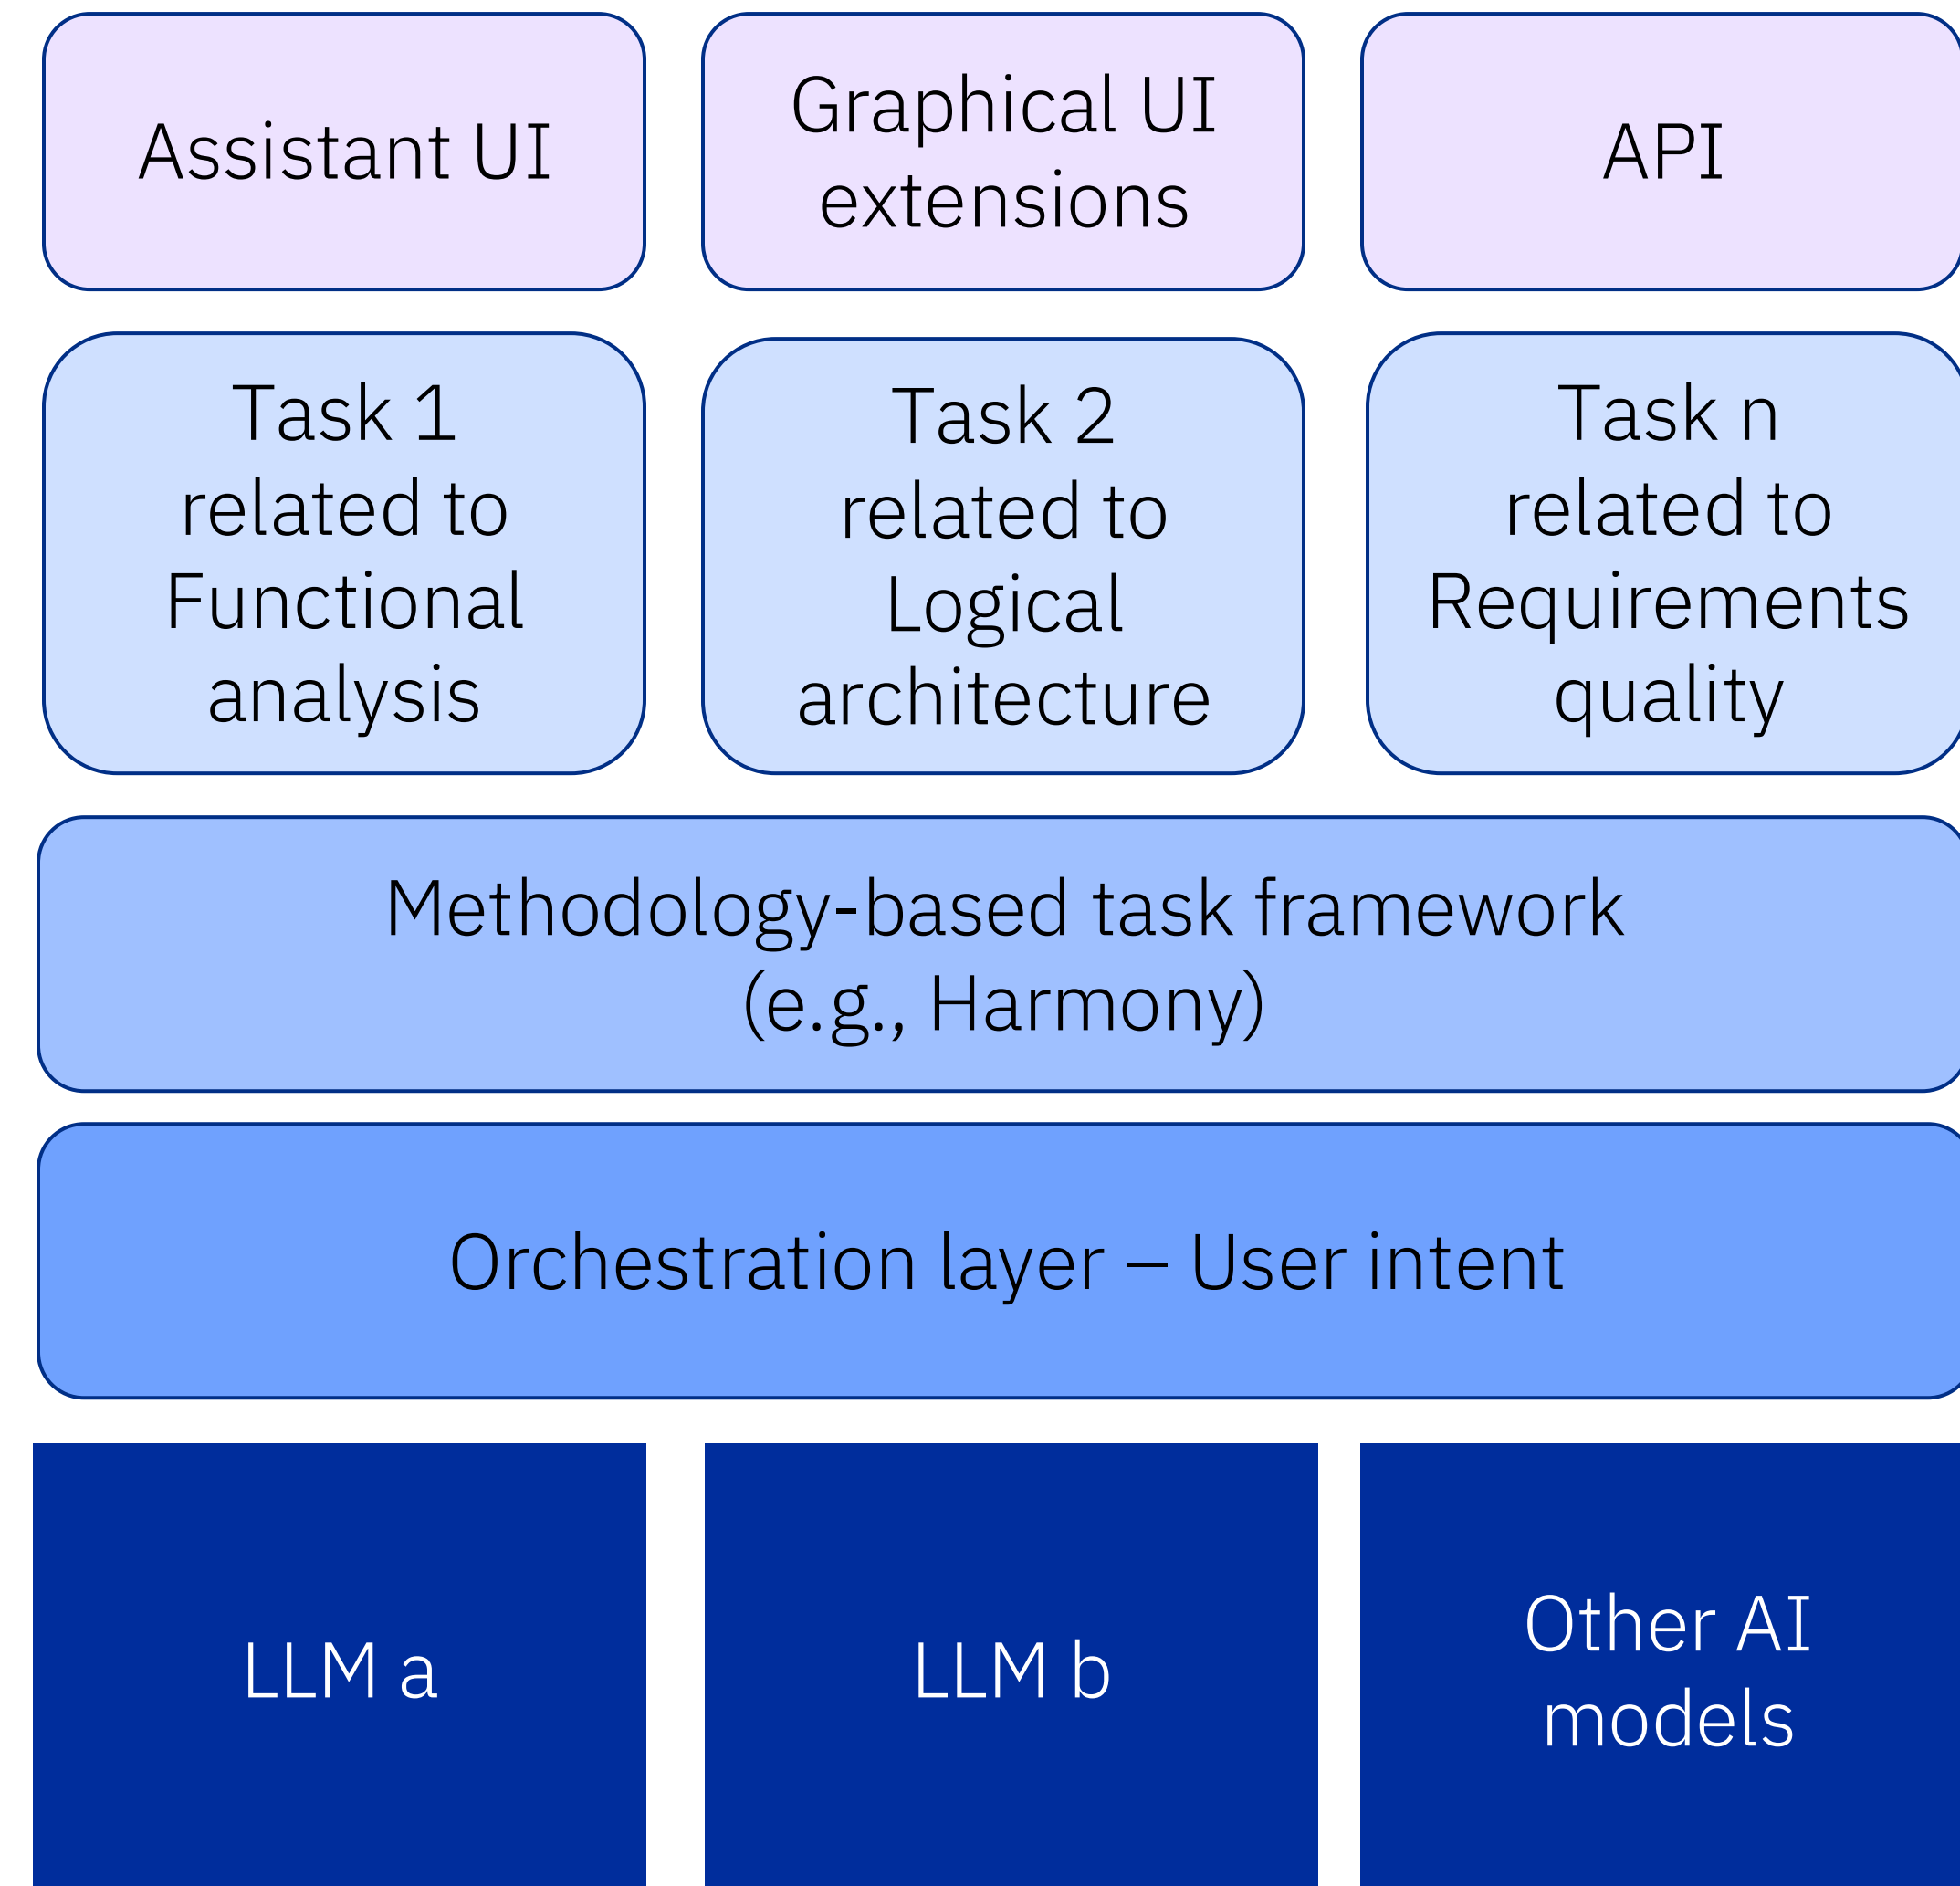 Assistant UI
Graphical UI
extensions
API
Task 1
related to
Functional
analysis
Task 2
related to
Logical
architecture
Task n
related to
Requirements
quality
Methodology-based task framework
(e.g., Harmony)
Orchestration layer – User intent
LLM a
LLM b
Other AI
models